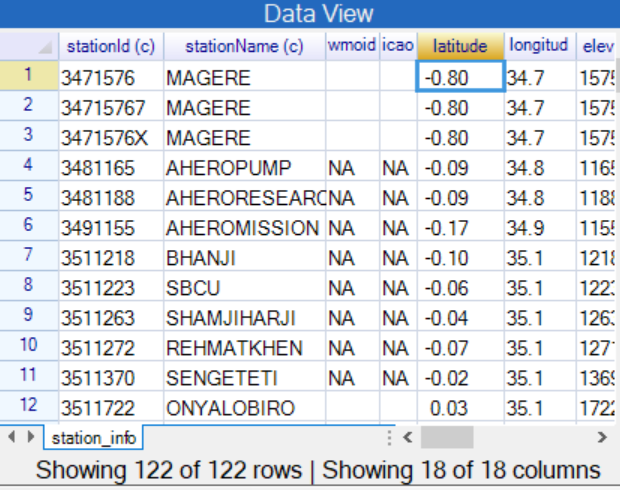 Data View
stationId (c) stationName (c) wmoid icao latitude longitud elev
1 3471576 MAGERE -0.80 34.7 1575
2 34715767 MAGERE -0.80 34.7 1575
3 3471576X MAGERE -0.80 34.7 1575
4 3481165 AHEROPUMP NA NA -0.09 34.8 1165
5 3481188 AHERORESEARC NA NA -0.09 34.8 1188
6 3491155 AHEROMISSION NA NA -0.17 34.9 1155
7 3511218 BHANJI NA NA -0.10 35.1 1218
8 3511223 SBCU NA NA -0.06 35.1 1223
9 3511263 SHAMJIHARJI NA NA -0.04 35.1 1263
10 3511272 REHMATKHEN NA NA -0.07 35.1 127
11 3511370 SENGETETI NA NA -0.02 35.1 1369
12 3511722 ONYALOBIRO 0.03 35.1 1722
station_info
Showing 122 of 122 rows | Showing 18 of 18 columns